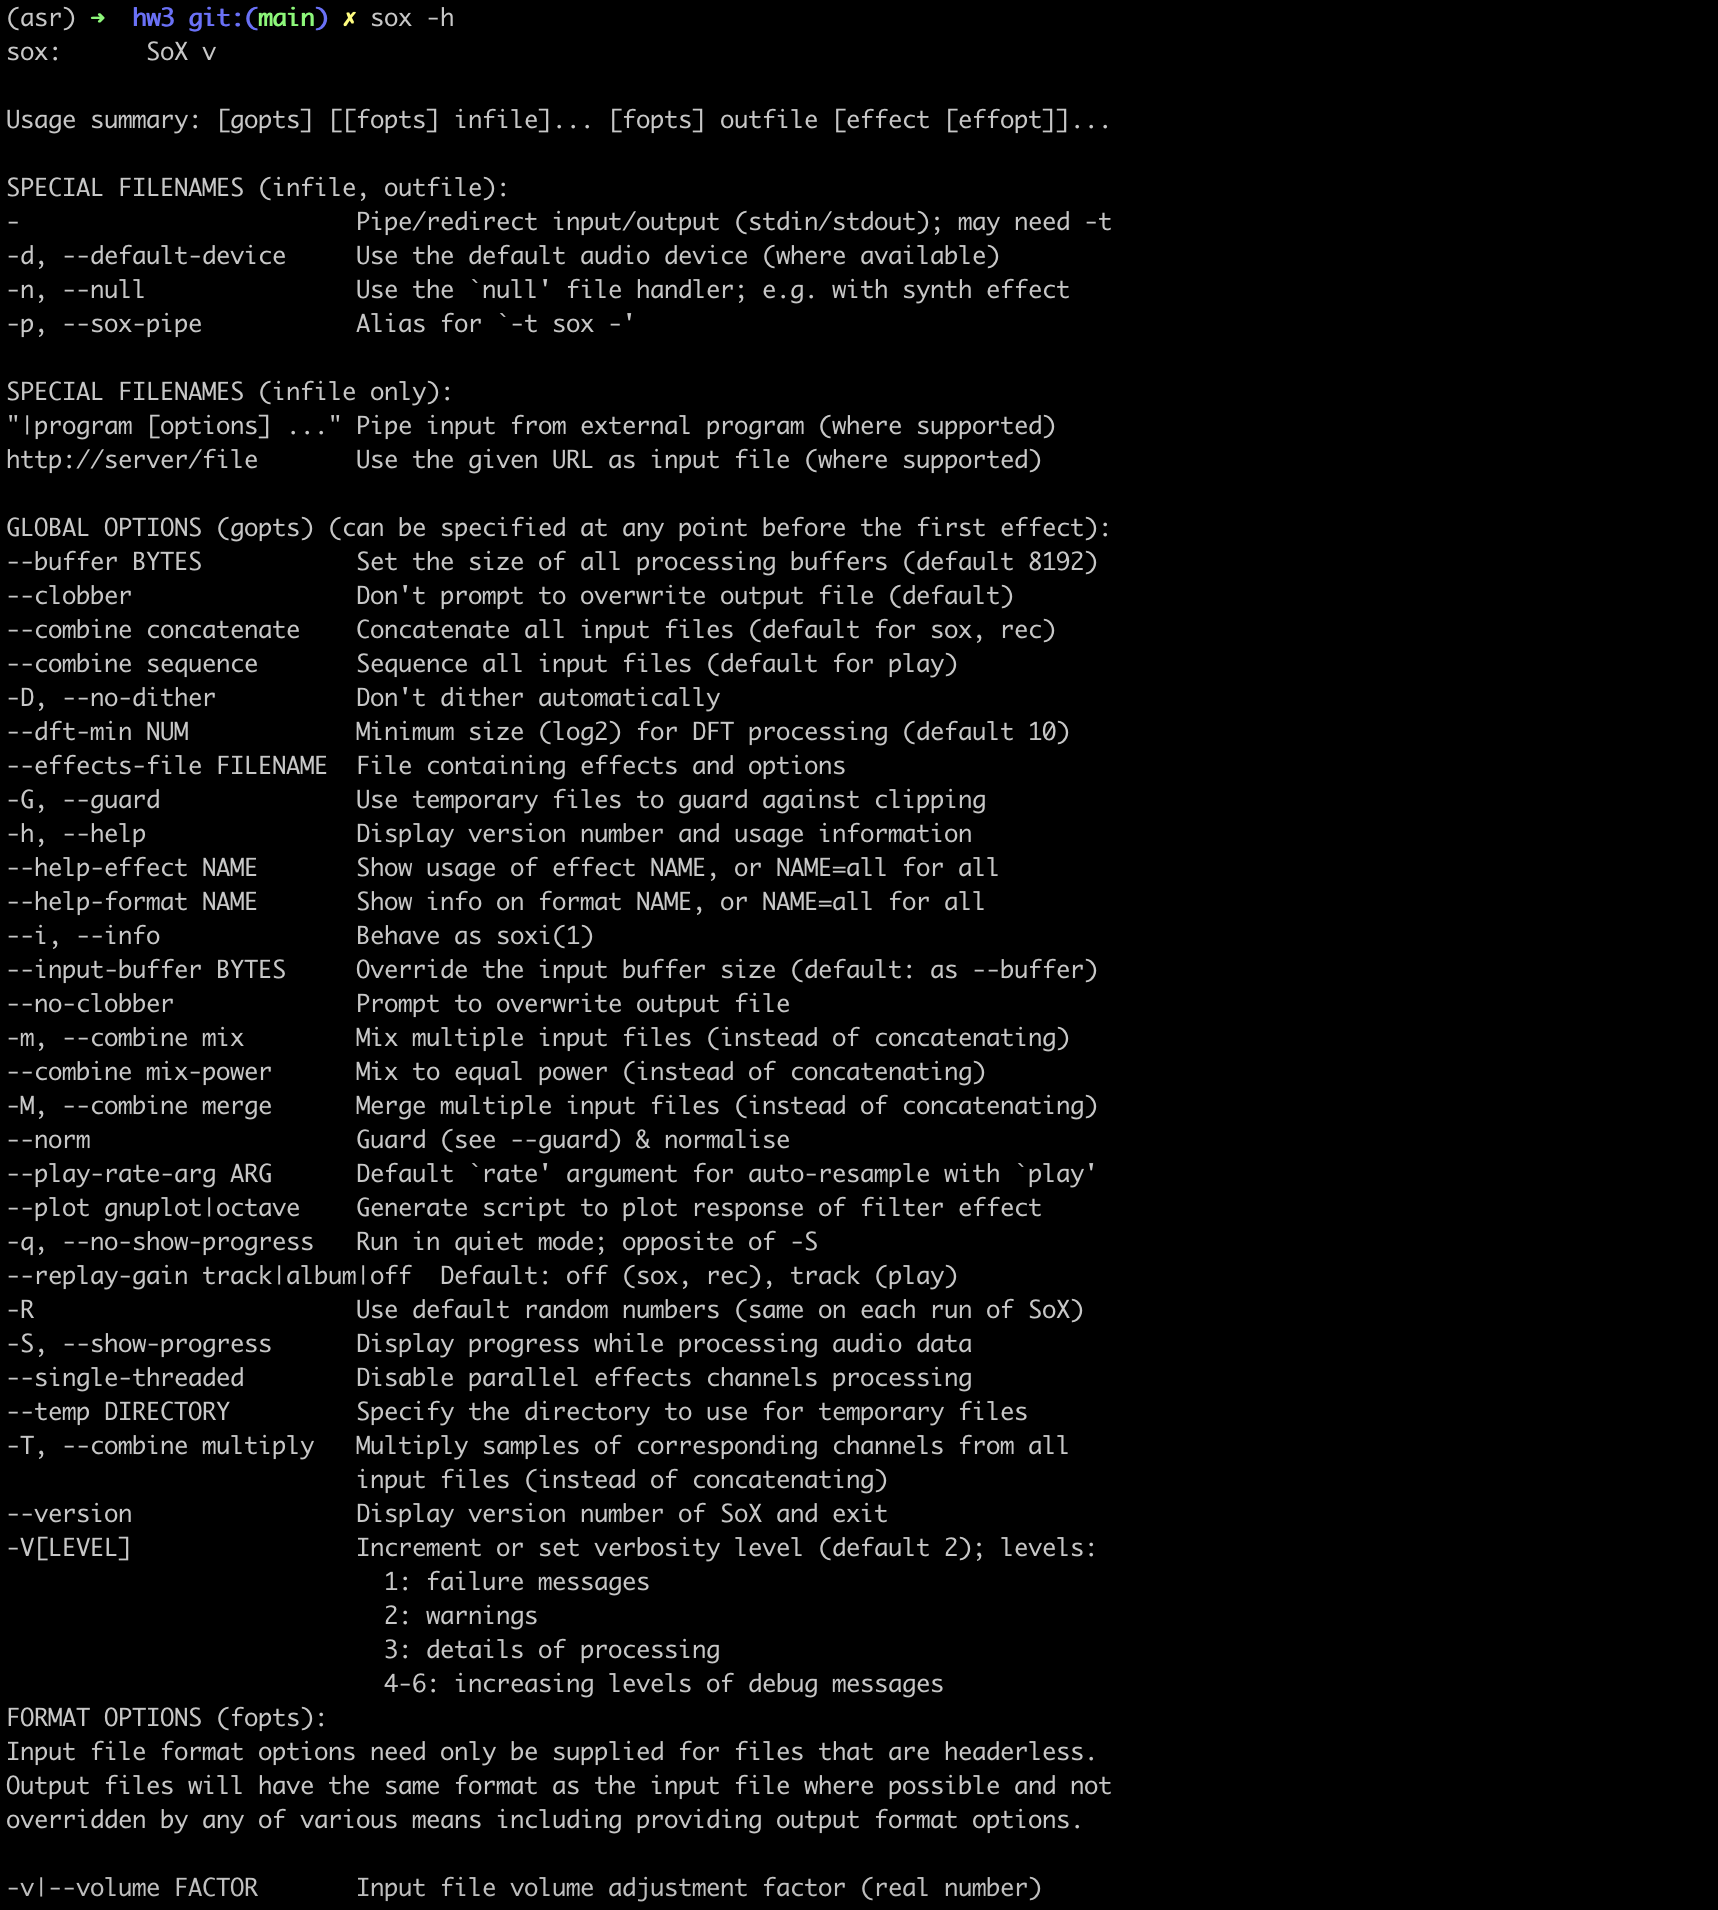 (asr) ➜  hw3 git:(main) ✗ sox -h
sox:      SoX v

Usage summary: [gopts] [[fopts] infile]... [fopts] outfile [effect [effopt]]...

SPECIAL FILENAMES (infile, outfile):
-                        Pipe/redirect input/output (stdin/stdout); may need -t
-d, --default-device     Use the default audio device (where available)
-n, --null               Use the `null' file handler; e.g. with synth effect
-p, --sox-pipe           Alias for `-t sox -'

SPECIAL FILENAMES (infile only):
"|program [options] ..." Pipe input from external program (where supported)
http://server/file       Use the given URL as input file (where supported)

GLOBAL OPTIONS (gopts) (can be specified at any point before the first effect):
--buffer BYTES           Set the size of all processing buffers (default 8192)
--clobber                Don't prompt to overwrite output file (default)
--combine concatenate    Concatenate all input files (default for sox, rec)
--combine sequence       Sequence all input files (default for play)
-D, --no-dither          Don't dither automatically
--dft-min NUM            Minimum size (log2) for DFT processing (default 10)
--effects-file FILENAME  File containing effects and options
-G, --guard              Use temporary files to guard against clipping
-h, --help               Display version number and usage information
--help-effect NAME       Show usage of effect NAME, or NAME=all for all
--help-format NAME       Show info on format NAME, or NAME=all for all
--i, --info              Behave as soxi(1)
--input-buffer BYTES     Override the input buffer size (default: as --buffer)
--no-clobber             Prompt to overwrite output file
-m, --combine mix        Mix multiple input files (instead of concatenating)
--combine mix-power      Mix to equal power (instead of concatenating)
-M, --combine merge      Merge multiple input files (instead of concatenating)
--norm                   Guard (see --guard) & normalise
--play-rate-arg ARG      Default `rate' argument for auto-resample with `play'
--plot gnuplot|octave    Generate script to plot response of filter effect
-q, --no-show-progress   Run in quiet mode; opposite of -S
--replay-gain track|album|off  Default: off (sox, rec), track (play)
-R                       Use default random numbers (same on each run of SoX)
-S, --show-progress      Display progress while processing audio data
--single-threaded        Disable parallel effects channels processing
--temp DIRECTORY         Specify the directory to use for temporary files
-T, --combine multiply   Multiply samples of corresponding channels from all
                         input files (instead of concatenating)
--version                Display version number of SoX and exit
-V[LEVEL]                Increment or set verbosity level (default 2); levels:
                           1: failure messages
                           2: warnings
                           3: details of processing
                           4-6: increasing levels of debug messages
FORMAT OPTIONS (fopts):
Input file format options need only be supplied for files that are headerless.
Output files will have the same format as the input file where possible and not
overridden by any of various means including providing output format options.

-v|--volume FACTOR       Input file volume adjustment factor (real number)